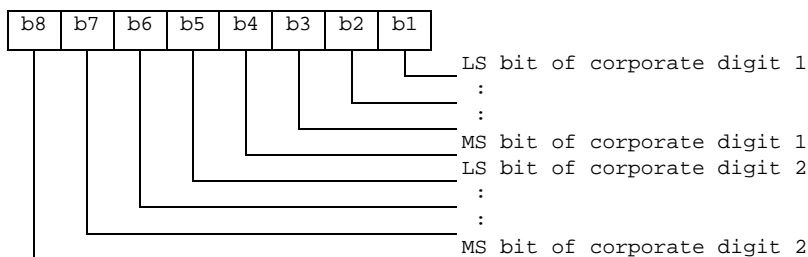 b8 b7 b6 b5 b4 b3 b2 b1
LS bit of corporate digit 1
:
:
MS bit of corporate digit 1
LS bit of corporate digit 2
:
:
MS bit of corporate digit 2